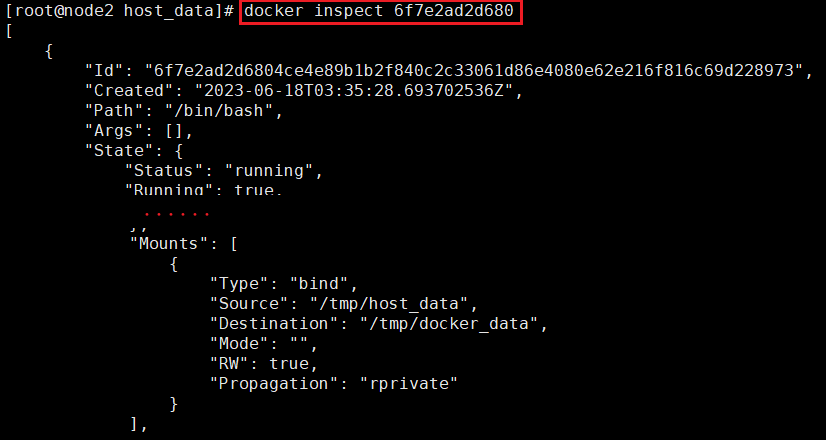 [root@node2 host_data]# docker inspect 6f7e2ad2d680
[
    {
        "Id": "6f7e2ad2d6804ce4e89b1b2f840c2c33061d86e4080e62e216f816c69d228973",
        "Created": "2023-06-18T03:35:28.693702536Z",
        "Path": "/bin/bash",
        "Args": [],
        "State": {
            "Status": "running",
            "Running": true,
            ......
            },
            "Mounts": [
                {
                    "Type": "bind",
                    "Source": "/tmp/host_data",
                    "Destination": "/tmp/docker_data",
                    "Mode": "",
                    "RW": true,
                    "Propagation": "rprivate"
                }
            ],